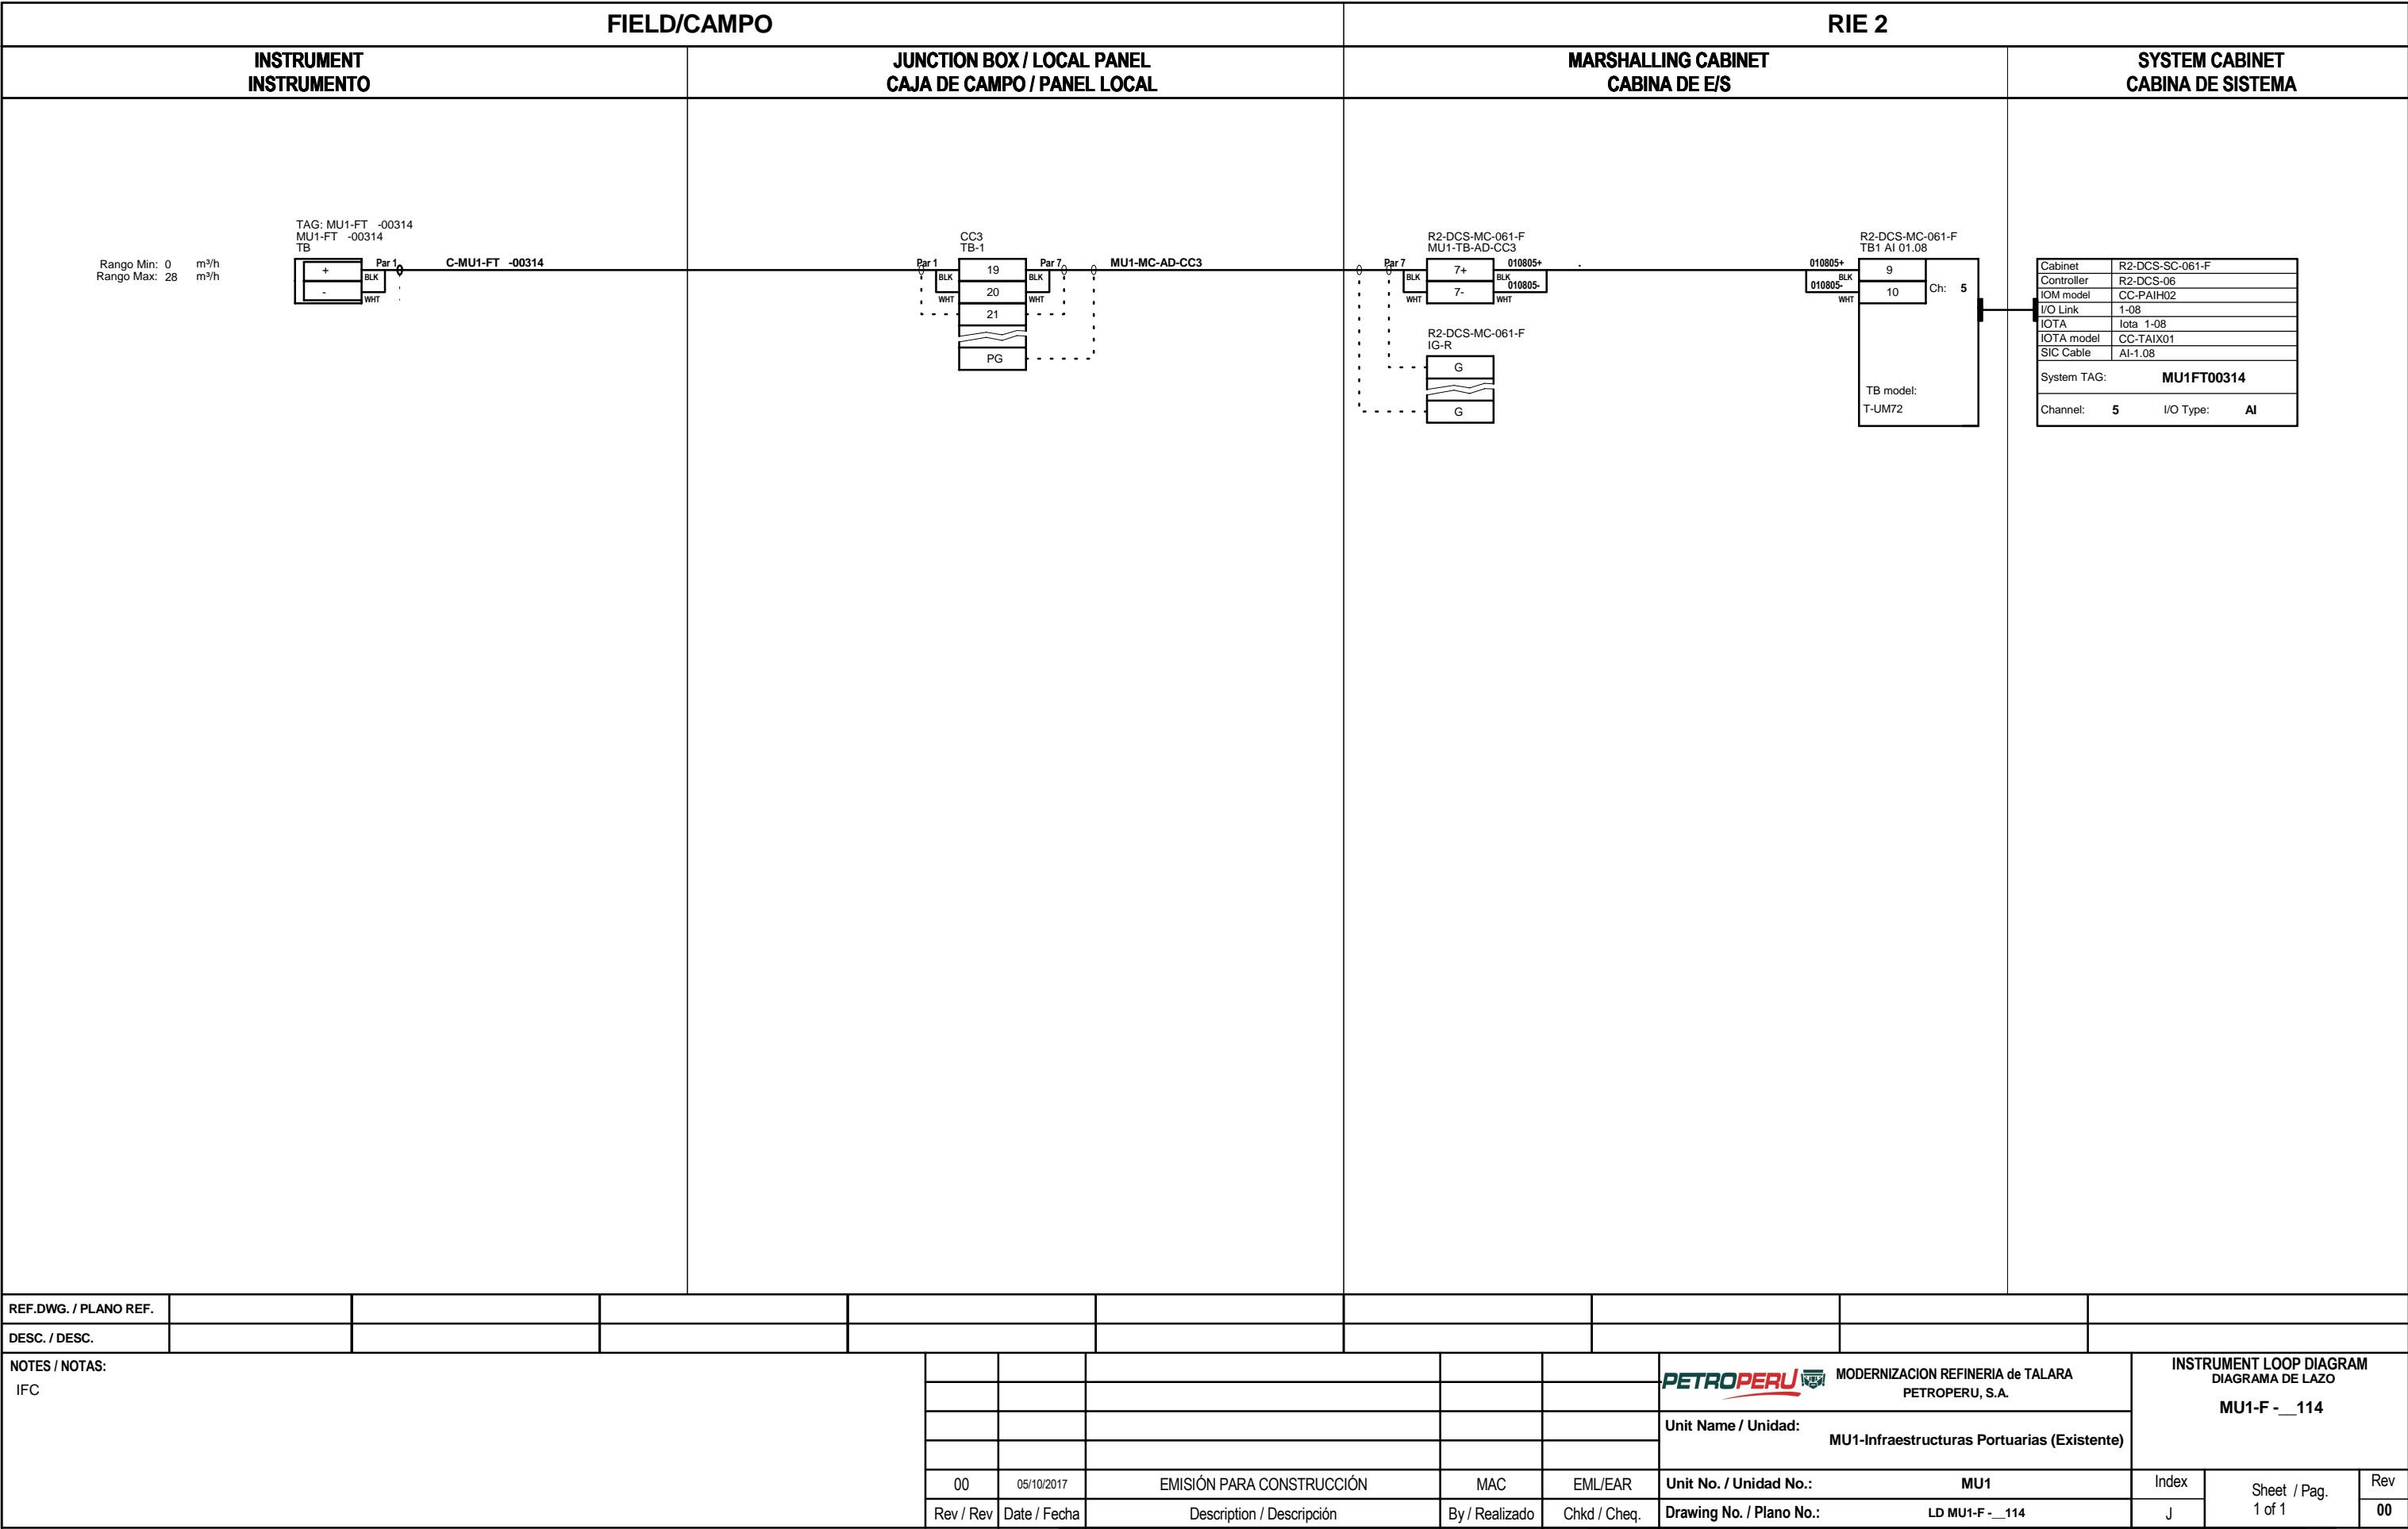 FIELD/CAMPO
RIE 2
INSTRUMENT
INSTRUMENTO
JUNCTION BOX / LOCAL PANEL
CAJA DE CAMPO / PANEL LOCAL
MARSHALLING CABINET
CABINA DE E/S
SYSTEM CABINET
CABINA DE SISTEMA
Rango Min: 0 m³/h
Rango Max: 28 m³/h
TAG: MU1-FT -00314
MU1-FT -00314
TB
+
-
Par 1
BLK
WHT
C-MU1-FT -00314
CC3
TB-1
Par 1
BLK
WHT
19
20
21
PG
Par 7
BLK
WHT
MU1-MC-AD-CC3
R2-DCS-MC-061-F
MU1-TB-AD-CC3
Par 7
BLK
WHT
7+
7-
010805+
BLK
010805-
WHT
R2-DCS-MC-061-F
IG-R
G
G
R2-DCS-MC-061-F
TB1 AI 01.08
010805+
BLK
010805-
WHT
9
10
Ch: 5
TB model:
T-UM72
Cabinet R2-DCS-SC-061-F
Controller R2-DCS-06
IOM model CC-PAIH02
I/O Link 1-08
IOTA Iota 1-08
IOTA model CC-TAIX01
SIC Cable AI-1.08
System TAG: MU1FT00314
Channel: 5 I/O Type: AI
REF.DWG. / PLANO REF.
DESC. / DESC.
NOTES / NOTAS:
IFC
00 05/10/2017 EMISIÓN PARA CONSTRUCCIÓN MAC EML/EAR
Rev / Rev Date / Fecha Description / Descripción By / Realizado Chkd / Cheq.
PETROPERU
MODERNIZACION REFINERIA de TALARA
PETROPERU, S.A.
Unit Name / Unidad:
MU1-Infraestructuras Portuarias (Existente)
Unit No. / Unidad No.: MU1
Drawing No. / Plano No.: LD MU1-F -__114
INSTRUMENT LOOP DIAGRAM
DIAGRAMA DE LAZO
MU1-F -__114
Index
J
Sheet / Pag.
1 of 1
Rev
00